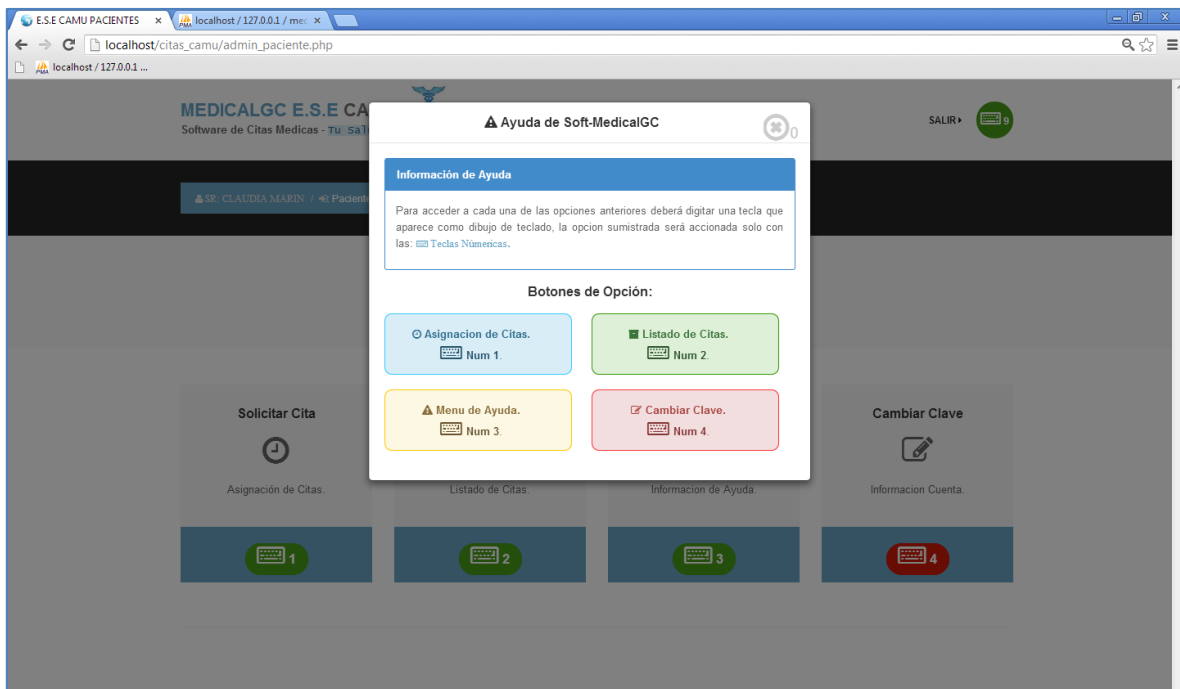 E.S.E CAMU PACIENTES
localhost / 127.0.0.1 / mec
localhost/citas_camu/admin_paciente.php
localhost / 127.0.0.1 ...
MEDICALGC E.S.E CA
Software de Citas Medicas - Tu Sal
SALIR
9
SR: CLAUDIA MARIN / Paciente
Ayuda de Soft-MedicalGC
0
Información de Ayuda
Para acceder a cada una de las opciones anteriores deberá digitar una tecla que
aparece como dibujo de teclado, la opcion sumistrada será accionada solo con
las: Teclas Númericas.
Botones de Opción:
Asignacion de Citas.
Num 1.
Listado de Citas.
Num 2.
Menu de Ayuda.
Num 3.
Cambiar Clave.
Num 4.
Solicitar Cita
Asignación de Citas.
1
Listado de Citas.
2
Informacion de Ayuda.
3
Cambiar Clave
Informacion Cuenta.
4